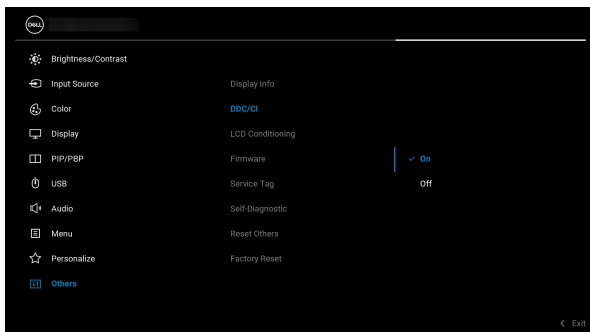 DELL
Brightness/Contrast
Input Source
Display Info
Color
DDC/CI
Display
LCD Conditioning
PIP/PBP
Firmware
On
USB
Service Tag
Off
Audio
Self-Diagnostic
Menu
Reset Others
Personalize
Factory Reset
Others
Exit